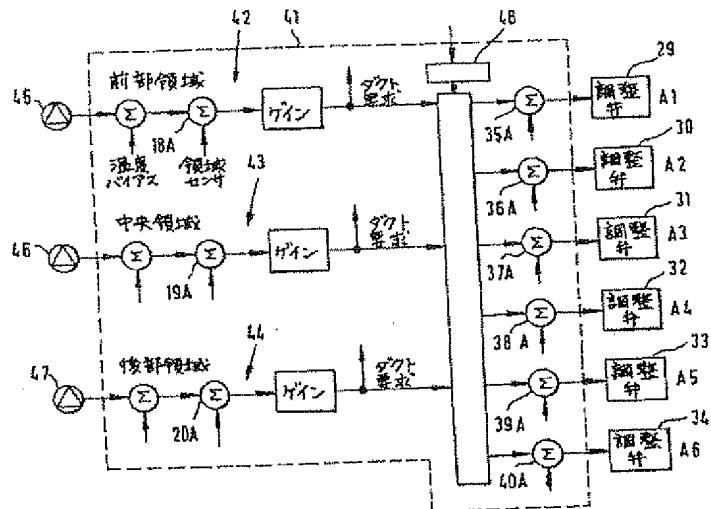 42
41
48
45
前部領域
Σ
Σ
18A
ゲイン
ダクト
要求
Σ
35A
29
調整
弁
A1
温度
バイアス
領域
センサ
43
Σ
36A
30
調整
弁
A2
46
中央領域
Σ
Σ
19A
ゲイン
ダクト
要求
Σ
37A
31
調整
弁
A3
Σ
38A
32
調整
弁
A4
47
後部領域
44
Σ
Σ
20A
ゲイン
ダクト
要求
Σ
39A
33
調整
弁
A5
Σ
40A
34
調整
弁
A6